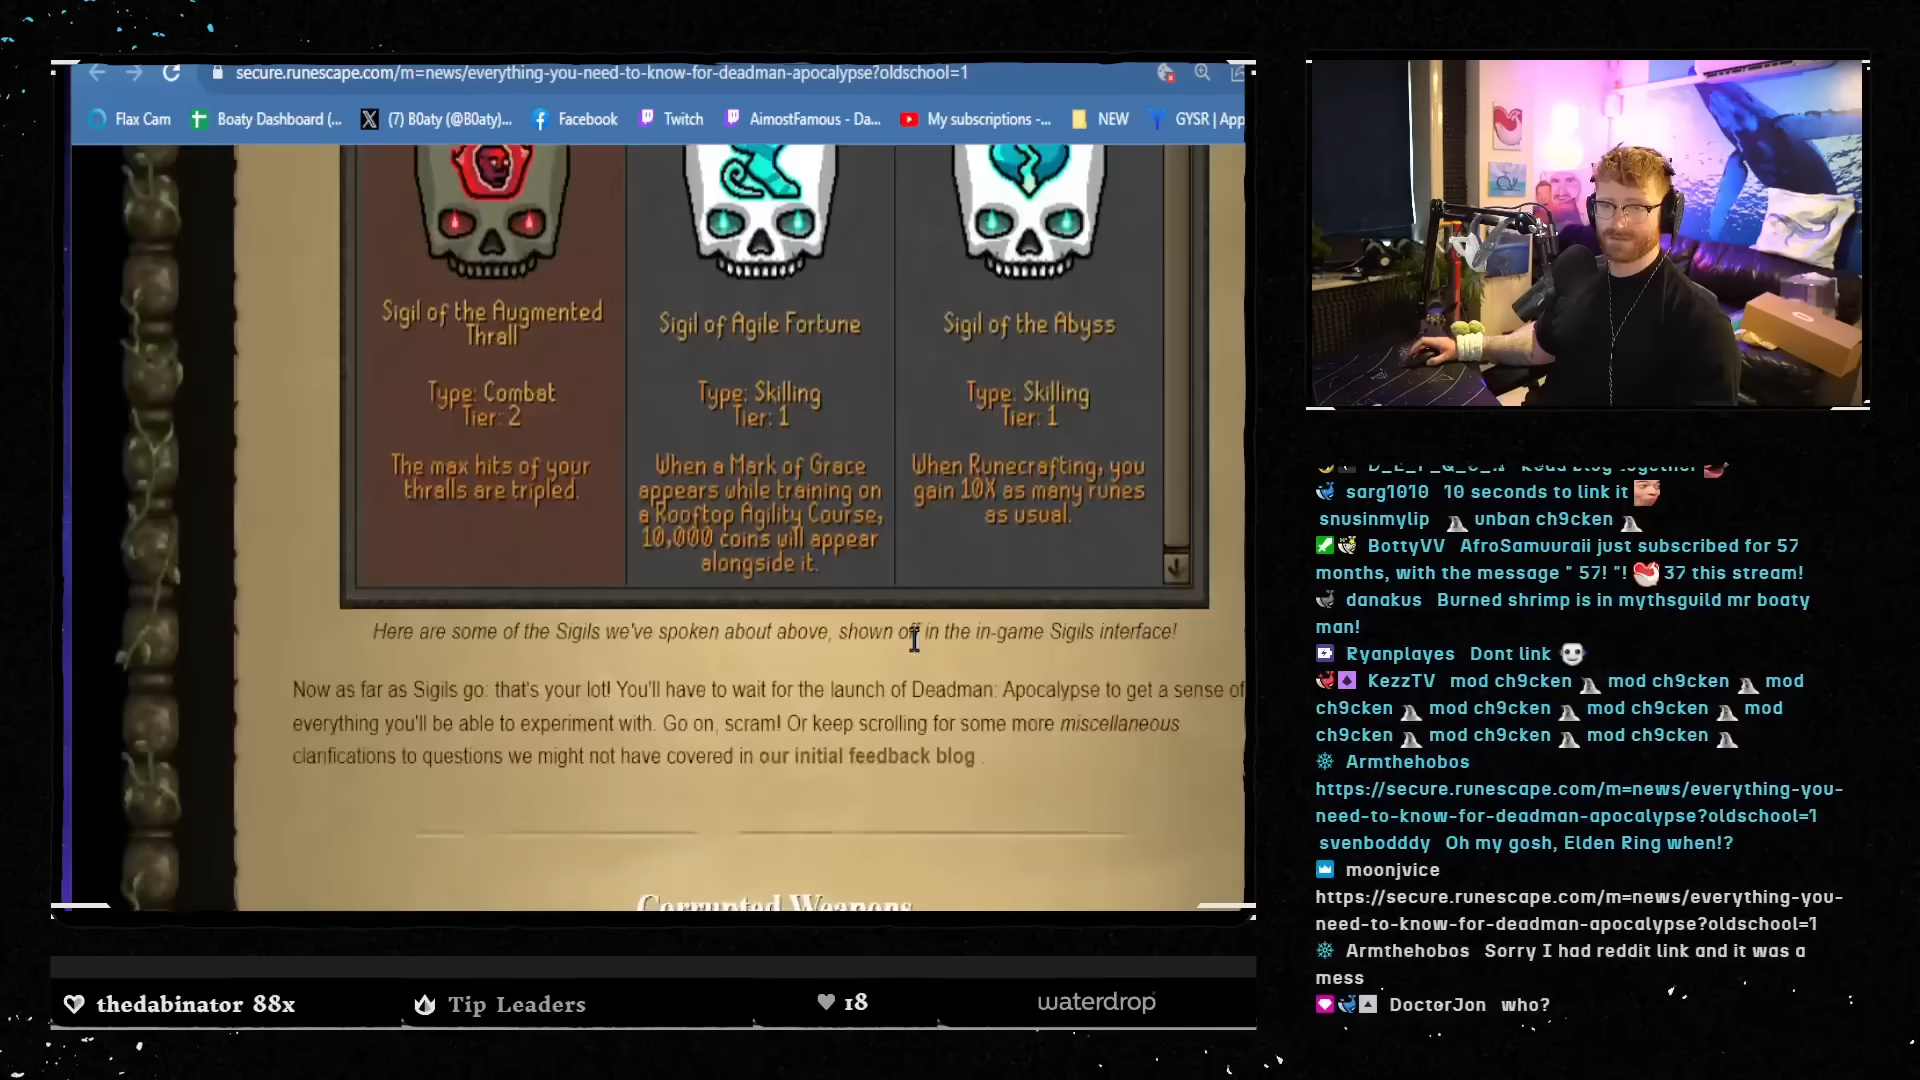 secure.runescape.com/m=news/everything-you-need-to-know-for-deadman-apocalypse?oldschool=1
Flax Cam
Boaty Dashboard (...
(7) B0aty (@B0aty)...
Facebook
Twitch
AimostFamous - Da...
My subscriptions -...
NEW
GYSR | App
Sigil of the Augmented
Thrall
Type: Combat
Tier: 2
The max hits of your
thralls are tripled.
Sigil of Agile Fortune
Type: Skilling
Tier: 1
When a Mark of Grace
appears while training on
a Rooftop Agility Course,
10,000 coins will appear
alongside it.
Sigil of the Abyss
Type: Skilling
Tier: 1
When Runecrafting, you
gain 10X as many runes
as usual.
Here are some of the Sigils we've spoken about above, shown off in the in-game Sigils interface!
Now as far as Sigils go: that's your lot! You'll have to wait for the launch of Deadman: Apocalypse to get a sense of
everything you'll be able to experiment with. Go on, scram! Or keep scrolling for some more miscellaneous
clarifications to questions we might not have covered in our initial feedback blog .
Corrupted Weapons
thedabinator 88x
Tip Leaders
18
waterdrop
sarg1010 10 seconds to link it
snusinmylip unban ch9cken
BottyVV AfroSamuuraii just subscribed for 57
months, with the message " 57! "! 37 this stream!
danakus Burned shrimp is in mythsguild mr boaty
man!
Ryanplayes Dont link
KezzTV mod ch9cken mod ch9cken mod
ch9cken mod ch9cken mod ch9cken mod
ch9cken mod ch9cken mod ch9cken
Armthehobos
https://secure.runescape.com/m=news/everything-you-
need-to-know-for-deadman-apocalypse?oldschool=1
svenbodddy Oh my gosh, Elden Ring when!?
moonjvice
https://secure.runescape.com/m=news/everything-you-
need-to-know-for-deadman-apocalypse?oldschool=1
Armthehobos Sorry I had reddit link and it was a
mess
DoctorJon who?